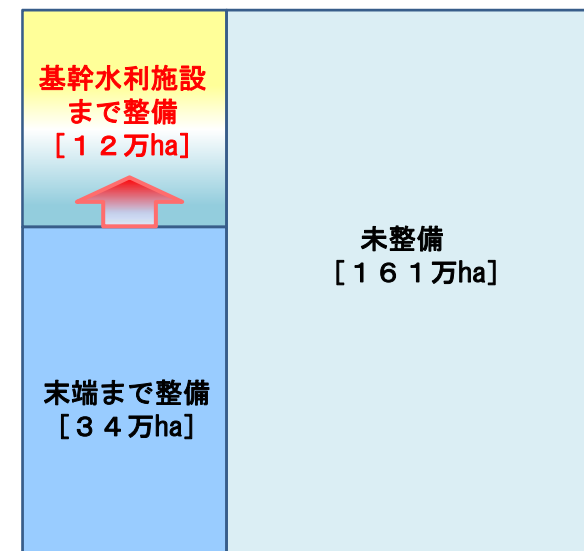 基幹水利施設
まで整備
[１２万ha]
未整備
[１６１万ha]
末端まで整備
[３４万ha]